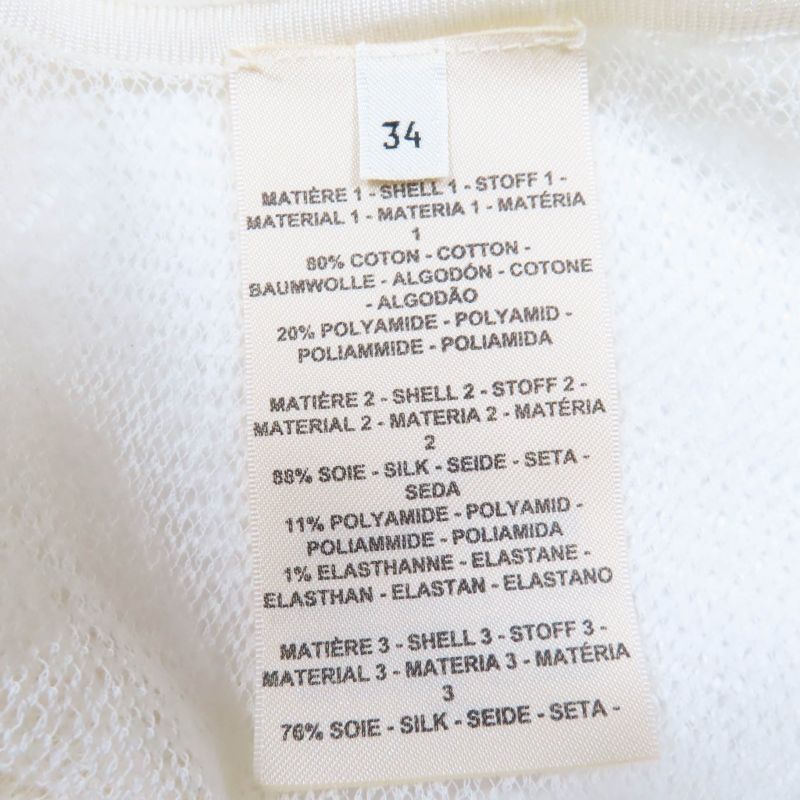 34
MATIÈRE 1 - SHELL 1 - STOFF 1 -
MATERIAL 1 - MATERIA 1 - MATÉRIA
1
80% COTON - COTTON -
BAUMWOLLE - ALGODÓN - COTONE
- ALGODÃO
20% POLYAMIDE - POLYAMID -
POLIAMMIDE - POLIAMIDA
MATIÈRE 2 - SHELL 2 - STOFF 2 -
MATERIAL 2 - MATERIA 2 - MATÉRIA
2
88% SOIE - SILK - SEIDE - SETA -
SEDA
11% POLYAMIDE - POLYAMID -
POLIAMMIDE - POLIAMIDA
1% ELASTHANNE - ELASTANE -
ELASTHAN - ELASTAN - ELASTANO
MATIÈRE 3 - SHELL 3 - STOFF 3 -
MATERIAL 3 - MATERIA 3 - MATÉRIA
3
76% SOIE - SILK - SEIDE - SETA -